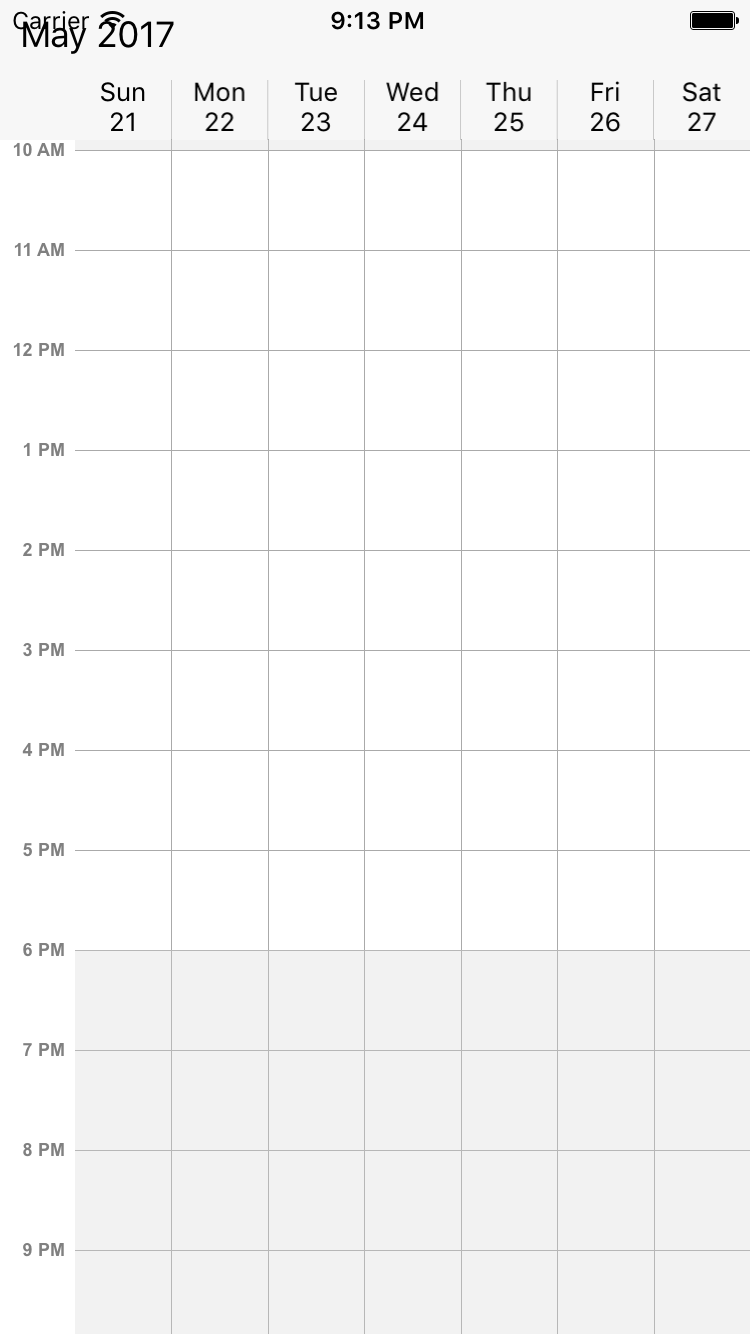 Carrier 9:13 PM
May 2017
Sun Mon Tue Wed Thu Fri Sat
21 22 23 24 25 26 27
10 AM
11 AM
12 PM
1 PM
2 PM
3 PM
4 PM
5 PM
6 PM
7 PM
8 PM
9 PM